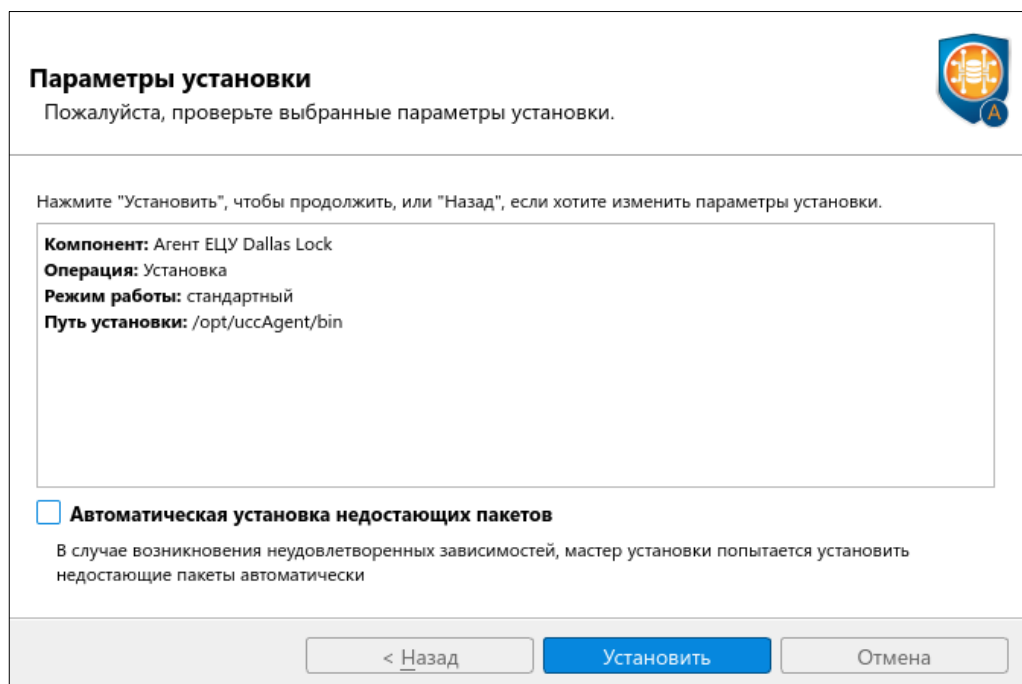 Параметры установки
Пожалуйста, проверьте выбранные параметры установки.
A
Нажмите "Установить", чтобы продолжить, или "Назад", если хотите изменить параметры установки.
Компонент: Агент ЕЦУ Dallas Lock
Операция: Установка
Режим работы: стандартный
Путь установки: /opt/uccAgent/bin
Автоматическая установка недостающих пакетов
В случае возникновения неудовлетворенных зависимостей, мастер установки попытается установить
недостающие пакеты автоматически
< Назад
Установить
Отмена